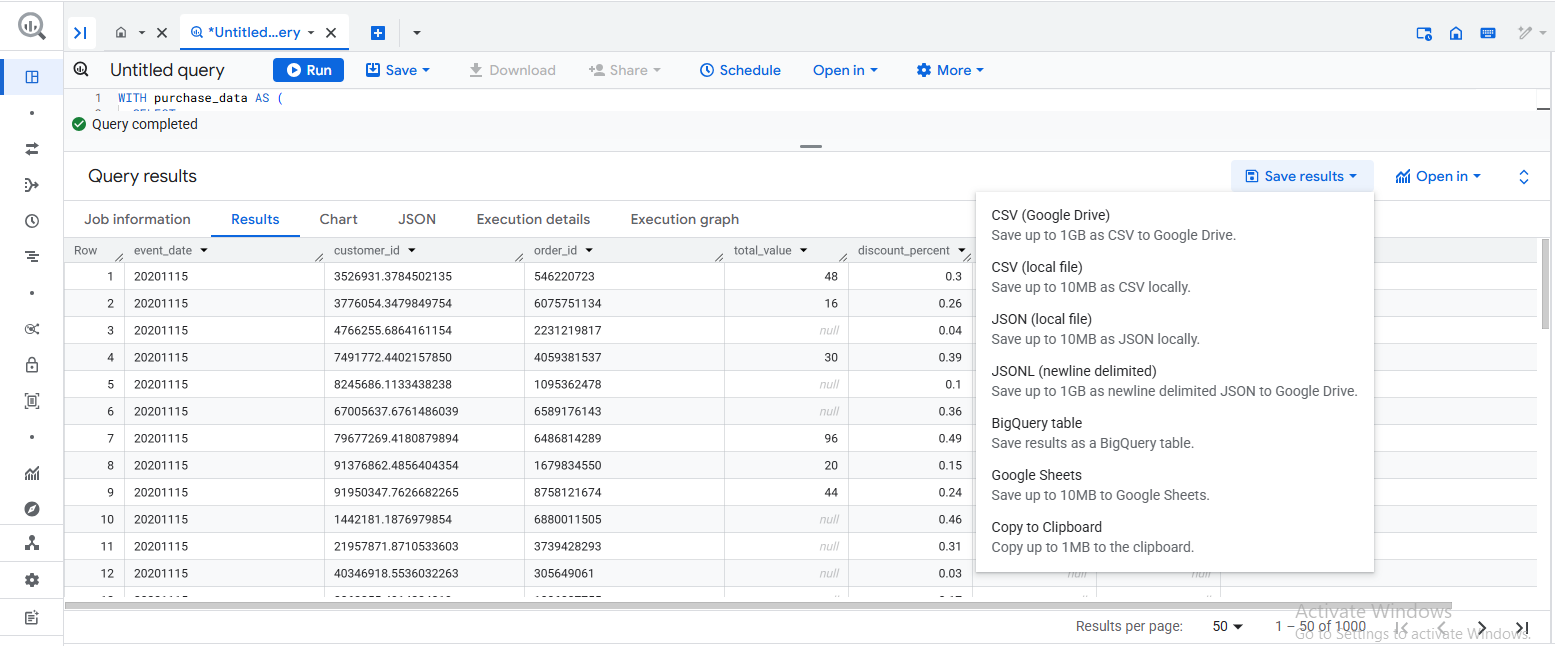 *Untitled...ery
Untitled query Run Save Download Share Schedule Open in More
1 WITH purchase_data AS (
Query completed
Query results Save results Open in
Job information Results Chart JSON Execution details Execution graph
Row event_date customer_id order_id total_value discount_percent
1 20201115 3526931.3784502135 546220723 48 0.3
2 20201115 3776054.3479849754 6075751134 16 0.26
3 20201115 4766255.6864161154 2231219817 null 0.04
4 20201115 7491772.4402157850 4059381537 30 0.39
5 20201115 8245686.1133438238 1095362478 null 0.1
6 20201115 67005637.6761486039 6589176143 null 0.36
7 20201115 79677269.4180879894 6486814289 96 0.49
8 20201115 91376862.4856404354 1679834550 20 0.15
9 20201115 91950347.7626682265 8758121674 44 0.24
10 20201115 1442181.1876979854 6880011505 null 0.46
11 20201115 21957871.8710533603 3739428293 null 0.31
12 20201115 40346918.5536032263 305649061 null 0.03 null null
CSV (Google Drive)
Save up to 1GB as CSV to Google Drive.
CSV (local file)
Save up to 10MB as CSV locally.
JSON (local file)
Save up to 10MB as JSON locally.
JSONL (newline delimited)
Save up to 1GB as newline delimited JSON to Google Drive.
BigQuery table
Save results as a BigQuery table.
Google Sheets
Save up to 10MB to Google Sheets.
Copy to Clipboard
Copy up to 1MB to the clipboard.
Activate Windows
Results per page: 50 1 – 50 of 1000
Go to Settings to activate Windows.